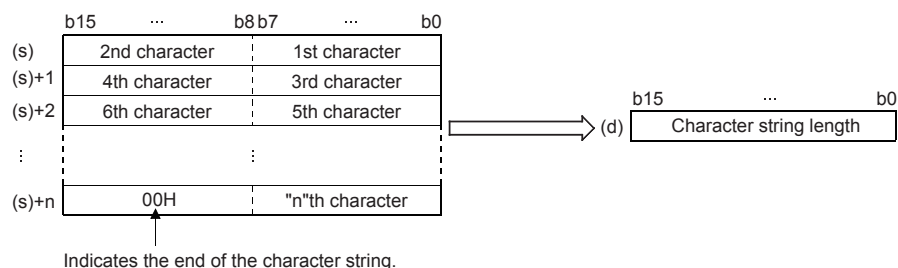 b15 ... b8 b7 ... b0
(s) 2nd character 1st character
(s)+1 4th character 3rd character
(s)+2 6th character 5th character
b15 ... b0
(d) Character string length
⋮ ⋮
(s)+n 00H "n"th character
Indicates the end of the character string.